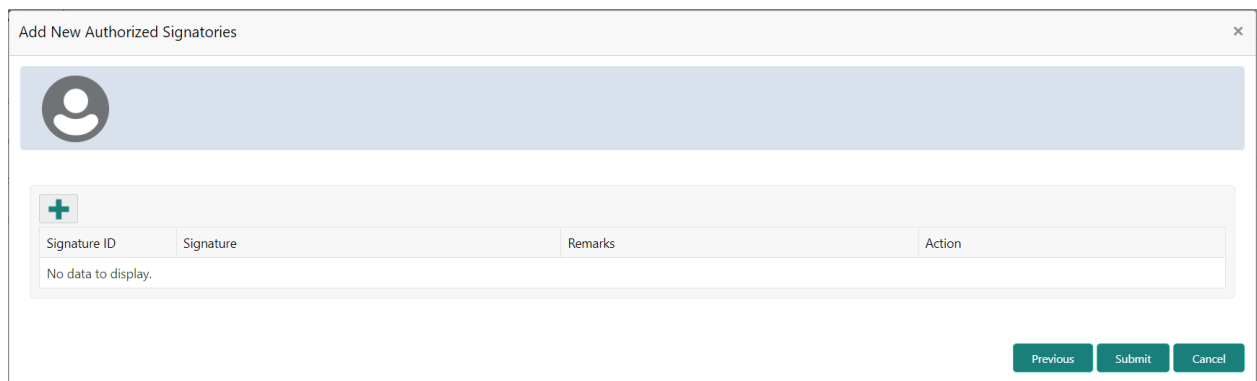 Add New Authorized Signatories ×
Signature ID Signature Remarks Action
No data to display.
Previous Submit Cancel